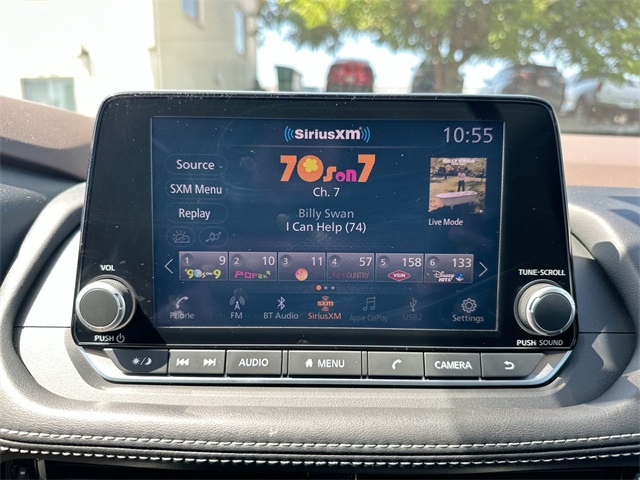 SiriusXM
10:55
Source
70s on 7
SXM Menu
Ch. 7
Replay
Billy Swan
I Can Help (74)
Live Mode
1 9 2 10 3 11 4 57 5 158 6 133
VOL
TUNE·SCROLL
Phone FM BT Audio SiriusXM Apple CarPlay USB2 Settings
PUSH
PUSH SOUND
AUDIO MENU CAMERA